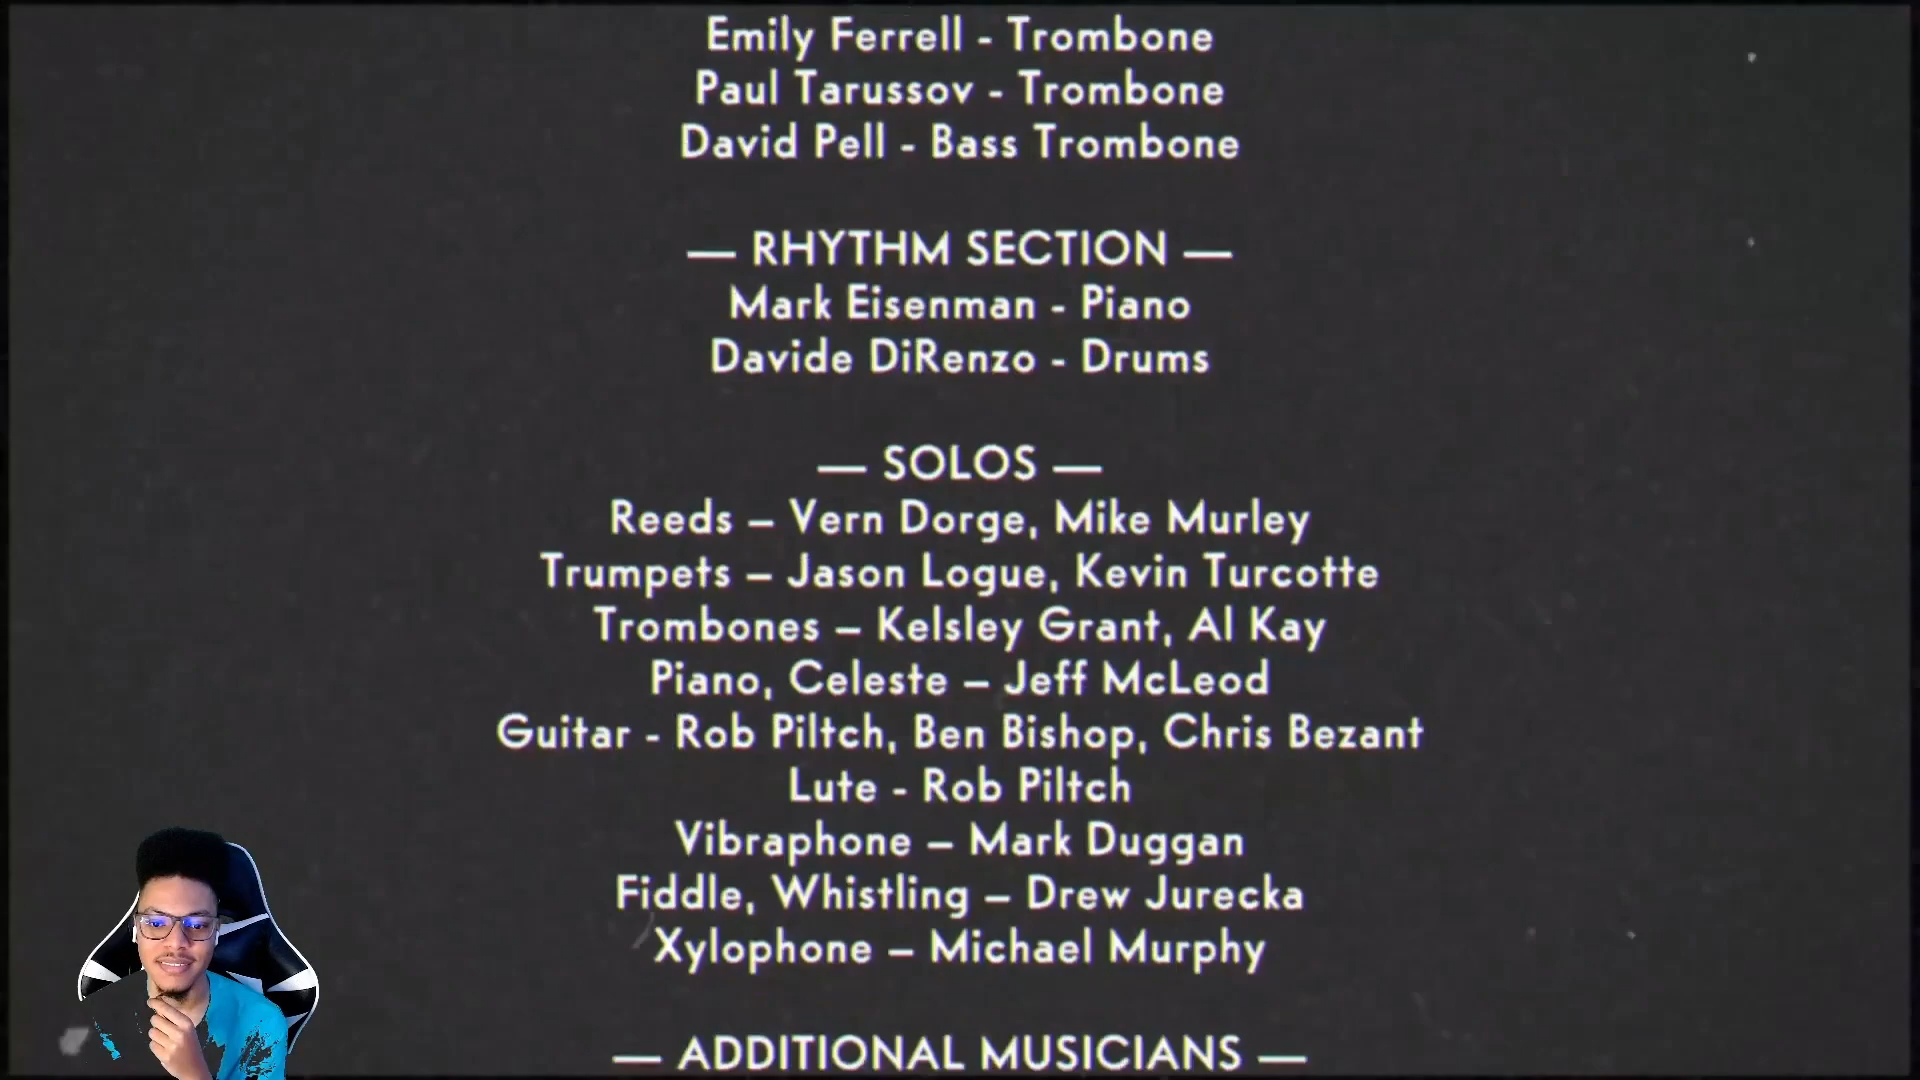 Emily Ferrell - Trombone
Paul Tarussov - Trombone
David Pell - Bass Trombone
— RHYTHM SECTION —
Mark Eisenman - Piano
Davide DiRenzo - Drums
— SOLOS —
Reeds – Vern Dorge, Mike Murley
Trumpets – Jason Logue, Kevin Turcotte
Trombones – Kelsley Grant, Al Kay
Piano, Celeste – Jeff McLeod
Guitar - Rob Piltch, Ben Bishop, Chris Bezant
Lute - Rob Piltch
Vibraphone – Mark Duggan
Fiddle, Whistling – Drew Jurecka
Xylophone – Michael Murphy
— ADDITIONAL MUSICIANS —